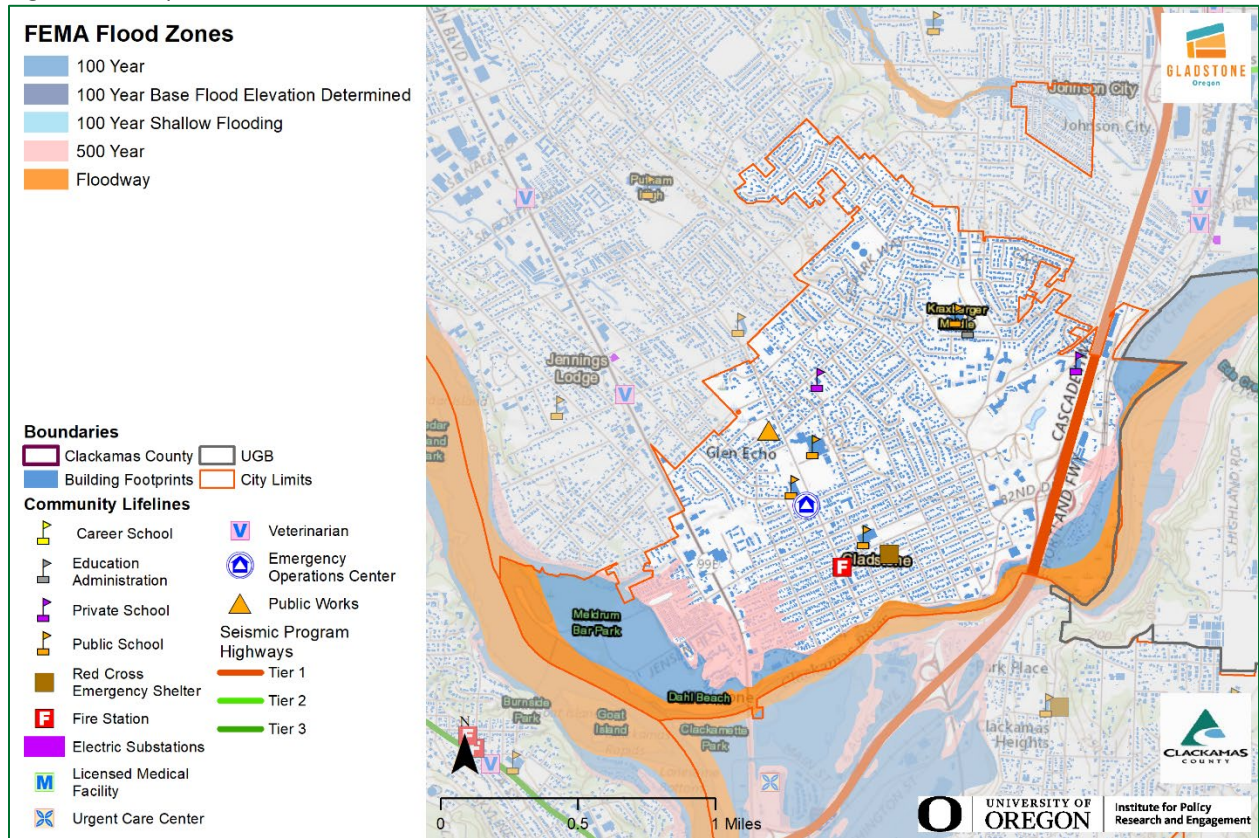 FEMA Flood Zones
100 Year
100 Year Base Flood Elevation Determined
100 Year Shallow Flooding
500 Year
Floodway
Boundaries
Clackamas County
UGB
Building Footprints
City Limits
Community Lifelines
Career School
Education
Administration
Private School
Public School
Red Cross
Emergency Shelter
Fire Station
Electric Substations
Licensed Medical
Facility
Urgent Care Center
Veterinarian
Emergency
Operations Center
Public Works
Seismic Program
Highways
Tier 1
Tier 2
Tier 3
GLADSTONE
Oregon
Johnson City
Johnson City
Putnam
High
Kraxberger
Middle
Jennings
Lodge
Glen Echo
Gladstone
99E
82ND DR
CASCADE HWY
Meldrum
Bar Park
Dahl Beach
Goat
Island
Clackamette
Park
Burnside
Park
Park Place
Clackamas
Heights
N
0
0.5
1 Miles
CLACKAMAS
COUNTY
O
UNIVERSITY OF
OREGON
Institute for Policy
Research and Engagement